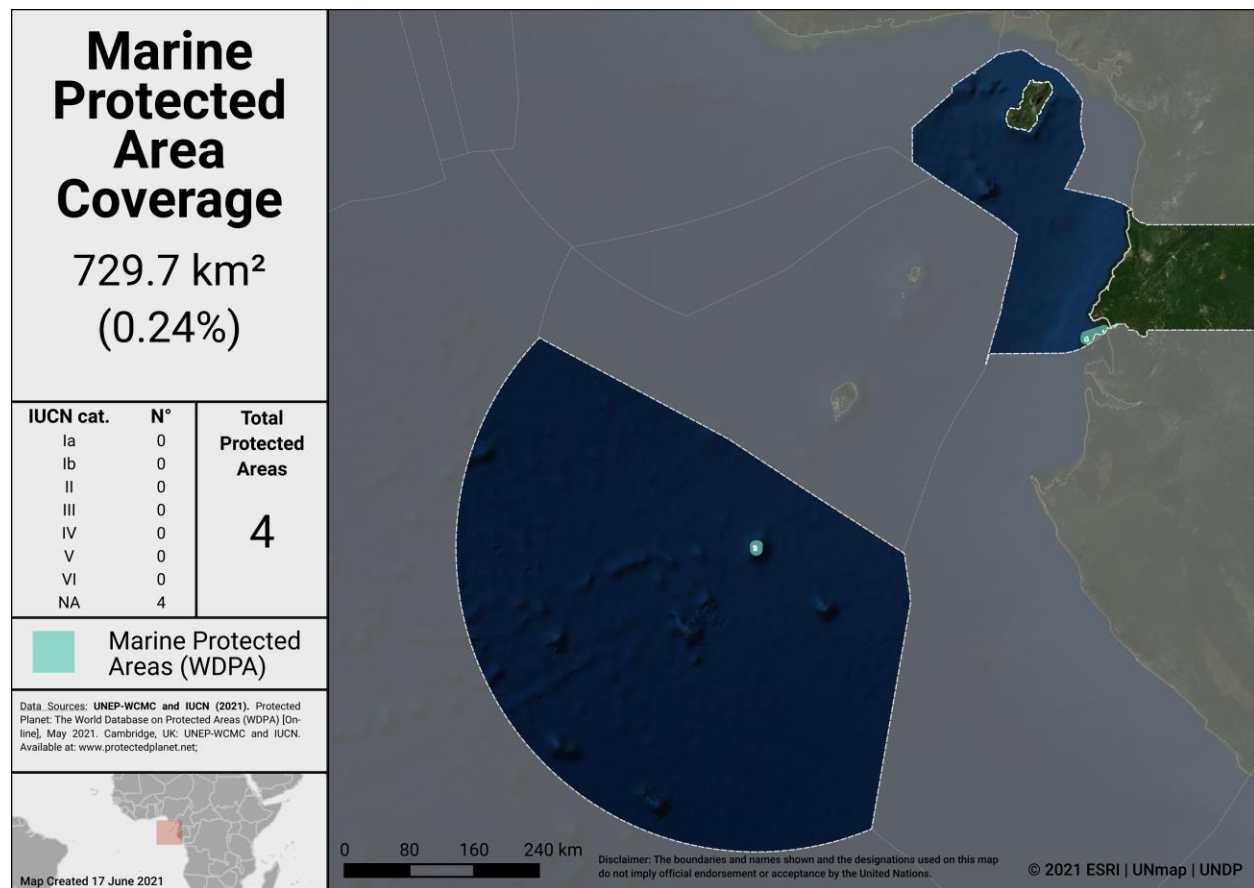 Marine
Protected
Area
Coverage
729.7 km²
(0.24%)
IUCN cat. N°
Ia 0
Ib 0
II 0
III 0
IV 0
V 0
VI 0
NA 4
Total
Protected
Areas
4
Marine Protected
Areas (WDPA)
Data Sources: UNEP-WCMC and IUCN (2021). Protected
Planet: The World Database on Protected Areas (WDPA) [On-
line], May 2021. Cambridge, UK: UNEP-WCMC and IUCN.
Available at: www.protectedplanet.net;
Map Created 17 June 2021
0 80 160 240 km
Disclaimer: The boundaries and names shown and the designations used on this map
do not imply official endorsement or acceptance by the United Nations.
© 2021 ESRI | UNmap | UNDP